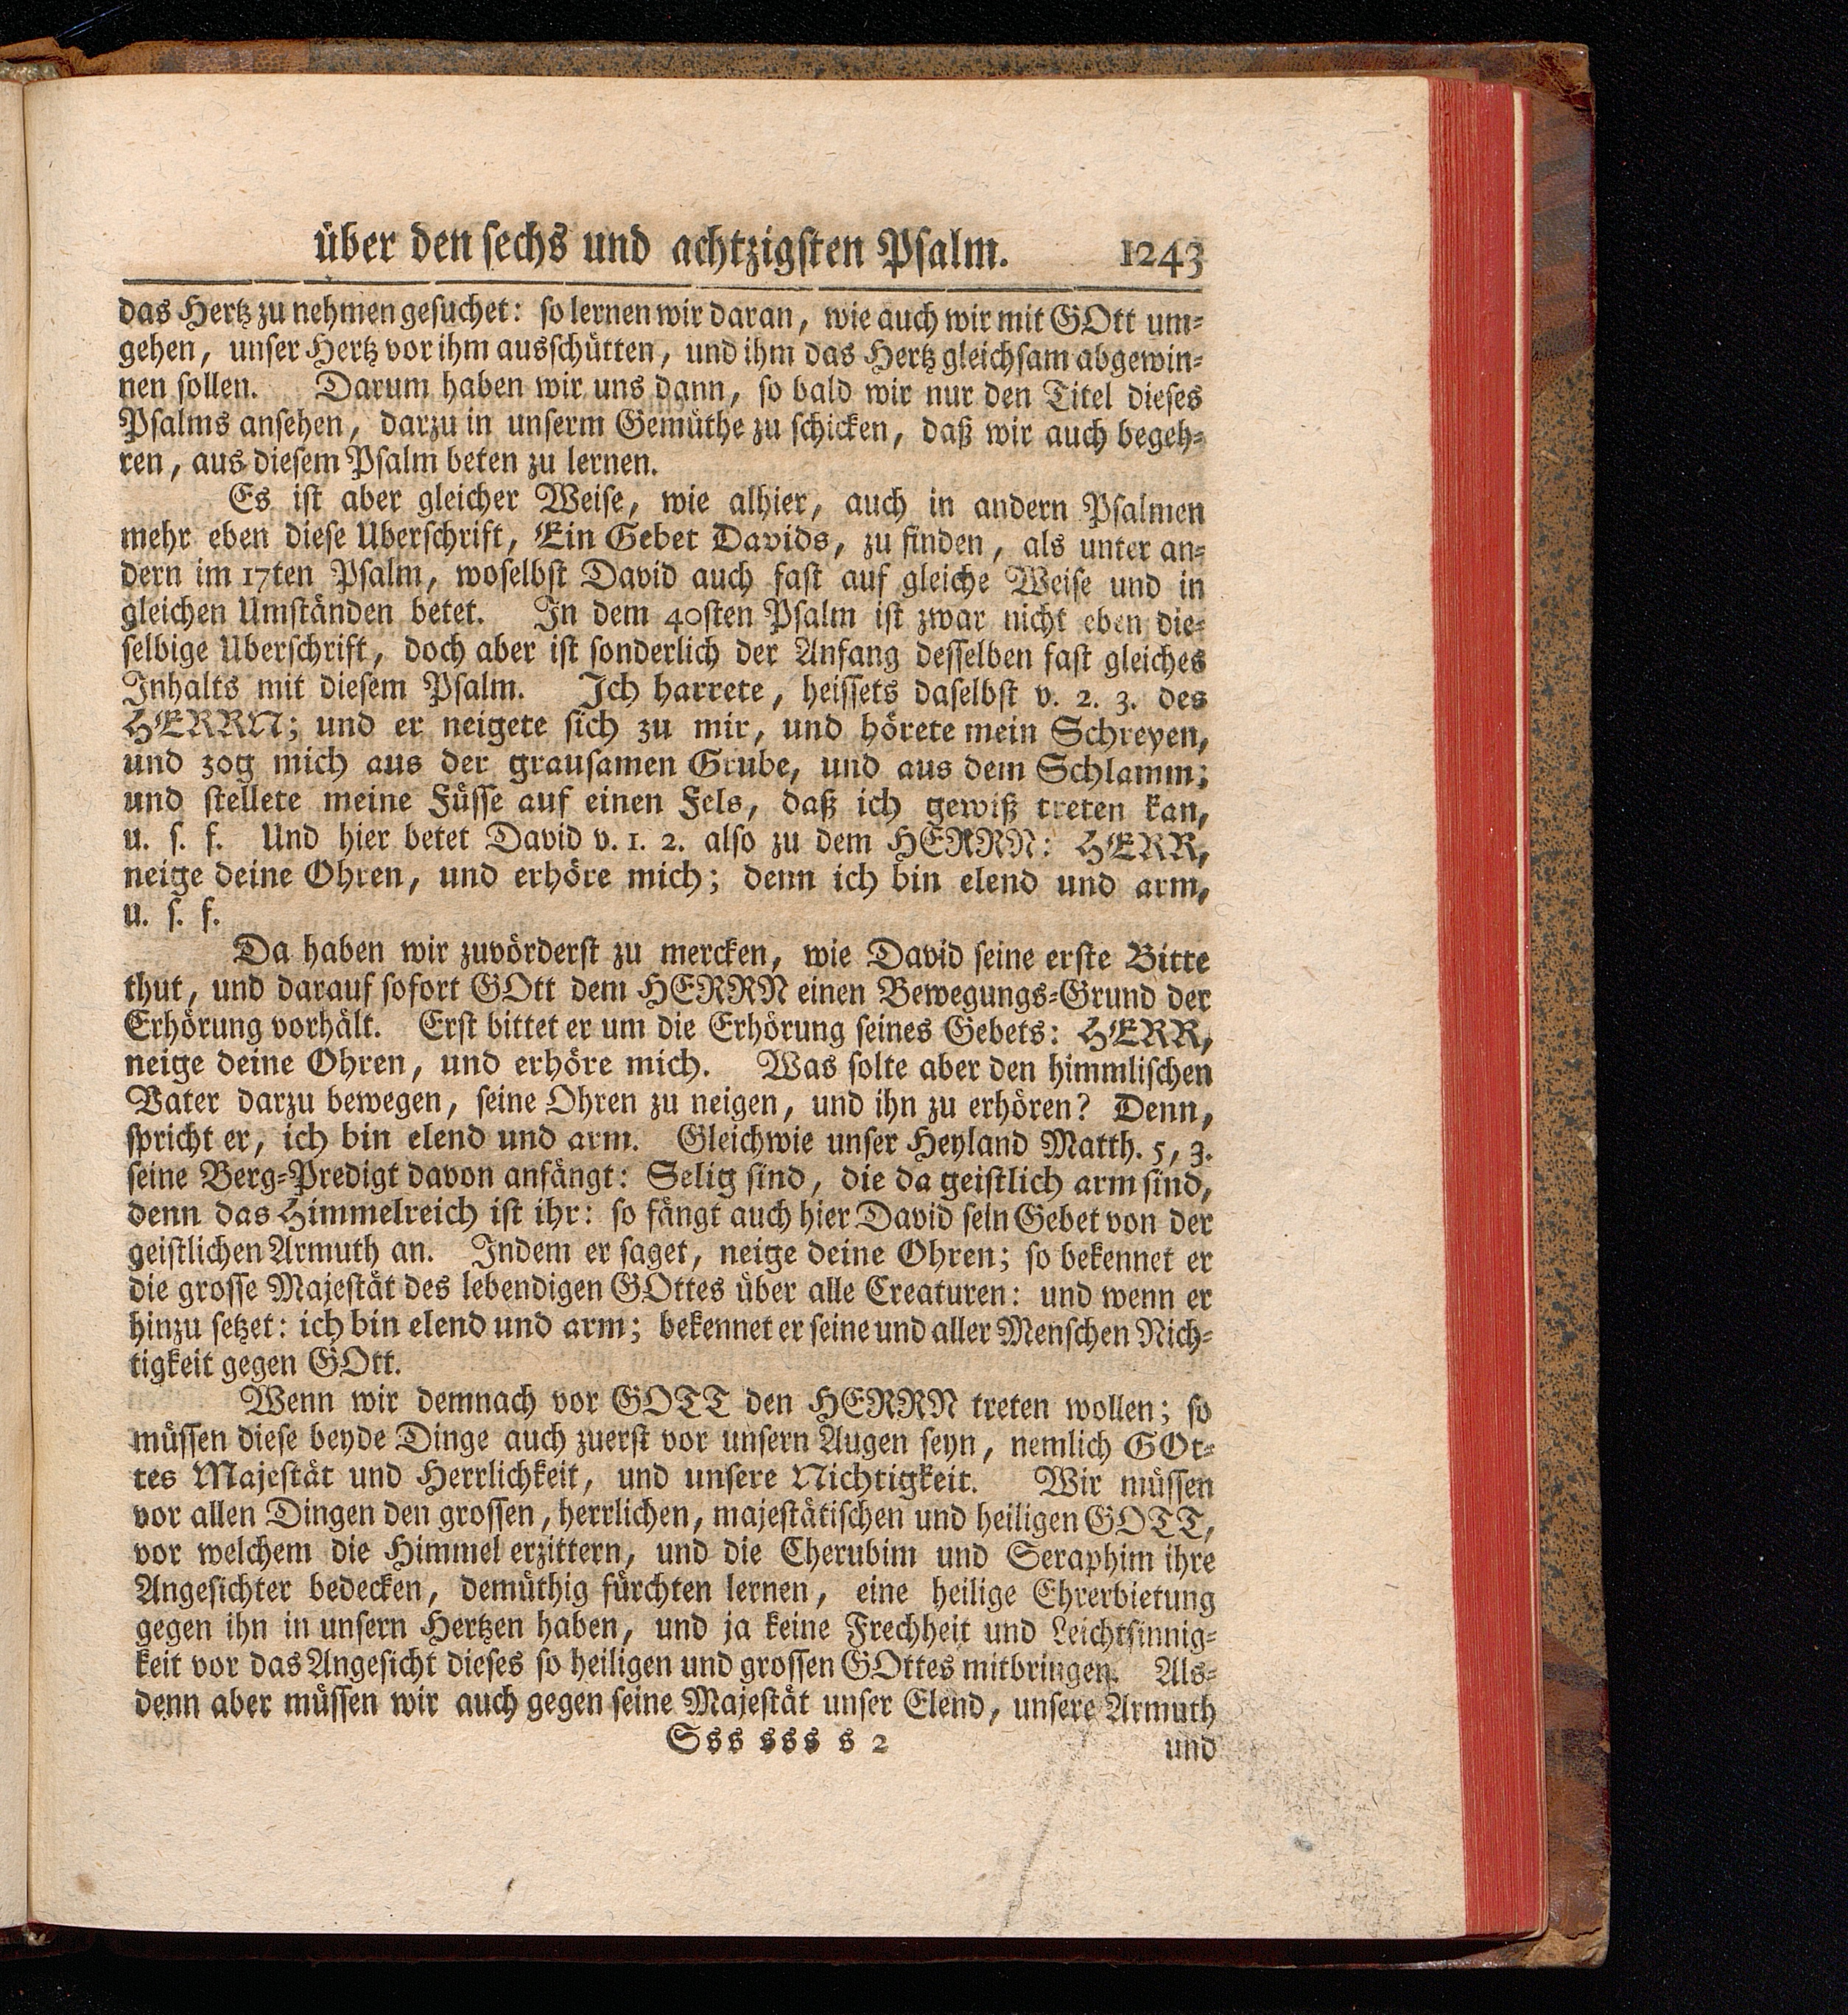 über den sechs und achtzigsten Psalm. 1243
das Hertz zu nehmen gesuchet: so lernen wir daran, wie auch wir mit GOtt um-
gehen, unser Hertz vor ihm ausschütten, und ihm das Hertz gleichsam abgewin-
nen sollen. Darum haben wir uns dann, so bald wir nur den Titel dieses
Psalms ansehen, darzu in unserm Gemüthe zu schicken, daß wir auch begeh-
ren, aus diesem Psalm beten zu lernen.
Es ist aber gleicher Weise, wie alhier, auch in andern Psalmen
mehr eben diese Uberschrift, Ein Gebet Davids, zu finden, als unter an-
dern im 17ten Psalm, woselbst David auch fast auf gleiche Weise und in
gleichen Umständen betet. In dem 40sten Psalm ist zwar nicht eben die-
selbige Uberschrift, doch aber ist sonderlich der Anfang desselben fast gleiches
Inhalts mit diesem Psalm. Ich harrete, heissets daselbst v. 2. 3. des
HERRN; und er neigete sich zu mir, und hörete mein Schreyen,
und zog mich aus der grausamen Grube, und aus dem Schlamm;
und stellete meine Füsse auf einen Fels, daß ich gewiß treten kan,
u. s. f. Und hier betet David v. 1. 2. also zu dem HERRN: HERR,
neige deine Ohren, und erhöre mich; denn ich bin elend und arm,
u. s. f.
Da haben wir zuvörderst zu mercken, wie David seine erste Bitte
thut, und darauf sofort GOtt dem HERRN einen Bewegungs-Grund der
Erhörung vorhält. Erst bittet er um die Erhörung seines Gebets: HERR,
neige deine Ohren, und erhöre mich. Was solte aber den himmlischen
Vater darzu bewegen, seine Ohren zu neigen, und ihn zu erhören? Denn,
spricht er, ich bin elend und arm. Gleichwie unser Heyland Matth. 5, 3.
seine Berg-Predigt davon anfängt: Selig sind, die da geistlich arm sind,
denn das Himmelreich ist ihr: so fängt auch hier David sein Gebet von der
geistlichen Armuth an. Indem er saget, neige deine Ohren; so bekennet er
die grosse Majestät des lebendigen GOttes über alle Creaturen: und wenn er
hinzu setzet: ich bin elend und arm; bekennet er seine und aller Menschen Nich-
tigkeit gegen GOtt.
Wenn wir demnach vor GOTT den HERRN treten wollen; so
müssen diese beyde Dinge auch zuerst vor unsern Augen seyn, nemlich GOt-
tes Majestät und Herrlichkeit, und unsere Nichtigkeit. Wir müssen
vor allen Dingen den grossen, herrlichen, majestätischen und heiligen GOTT,
vor welchem die Himmel erzittern, und die Cherubim und Seraphim ihre
Angesichter bedecken, demüthig fürchten lernen, eine heilige Ehrerbietung
gegen ihn in unsern Hertzen haben, und ja keine Frechheit und Leichtsinnig-
keit vor das Angesicht dieses so heiligen und grossen GOttes mitbringen. Als-
denn aber müssen wir auch gegen seine Majestät unser Elend, unsere Armuth
Sss sss s 2 und